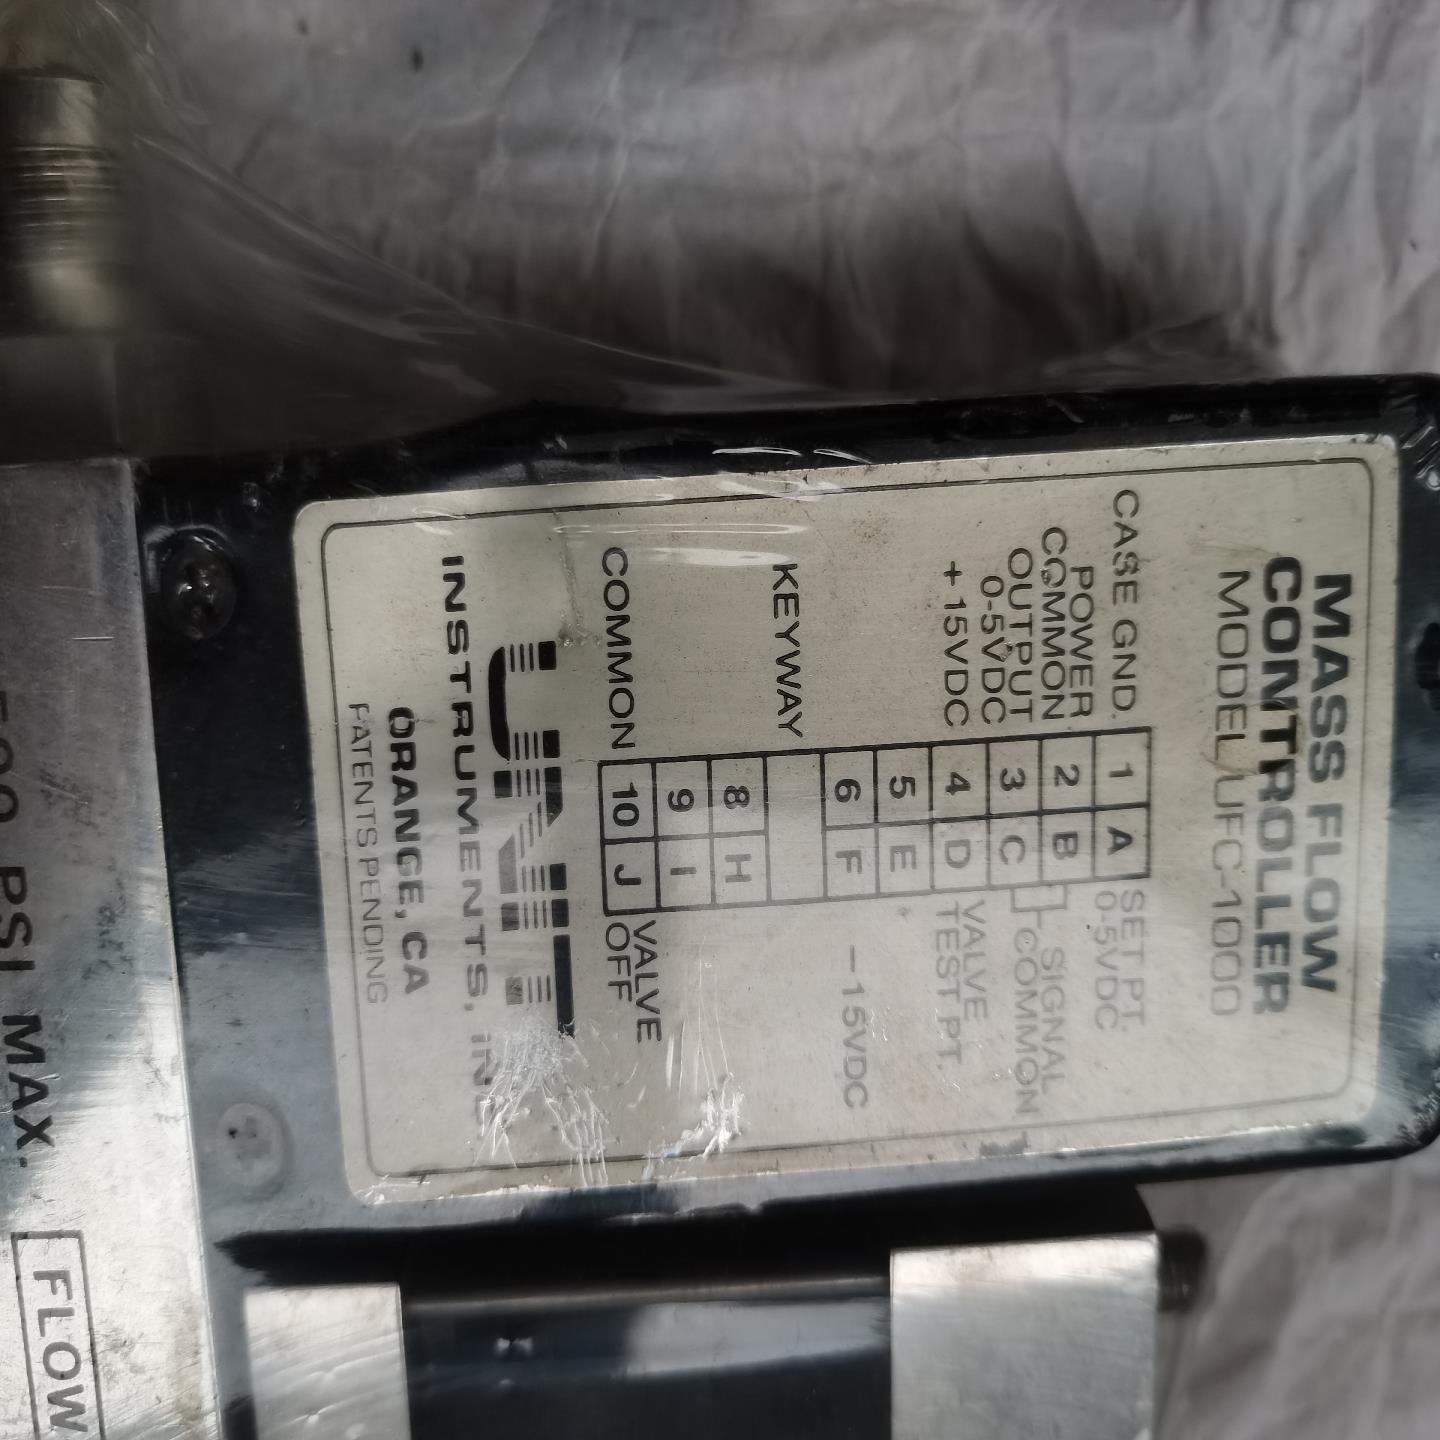 MASS FLOW
CONTROLLER
MODEL UFC-1000
CASE GND. 1 A SET PT. 0-5VDC
POWER COMMON 2 B SIGNAL COMMON
OUTPUT 0-5VDC 3 C
+15VDC 4 D VALVE TEST PT.
5 E
6 F -15VDC
KEYWAY
8 H
9 I
COMMON 10 J VALVE OFF
UNIT
INSTRUMENTS, INC
ORANGE, CA
PATENTS PENDING
500 PSI MAX.
FLOW